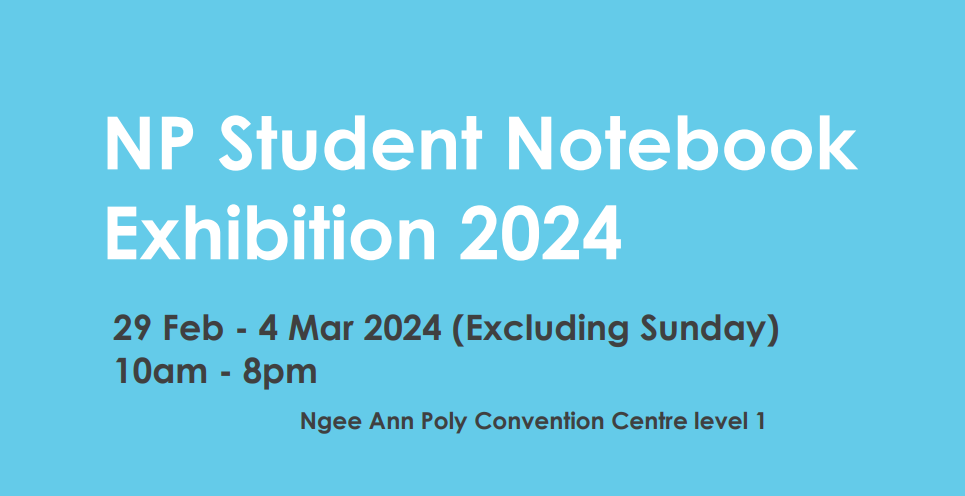 NP Student Notebook
Exhibition 2024
29 Feb - 4 Mar 2024 (Excluding Sunday)
10am - 8pm
Ngee Ann Poly Convention Centre level 1